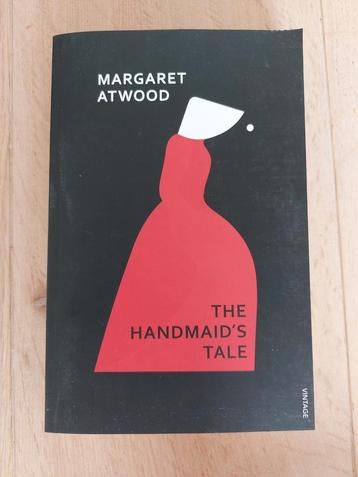 MARGARET
ATWOOD
THE
HANDMAID'S
TALE
VINTAGE